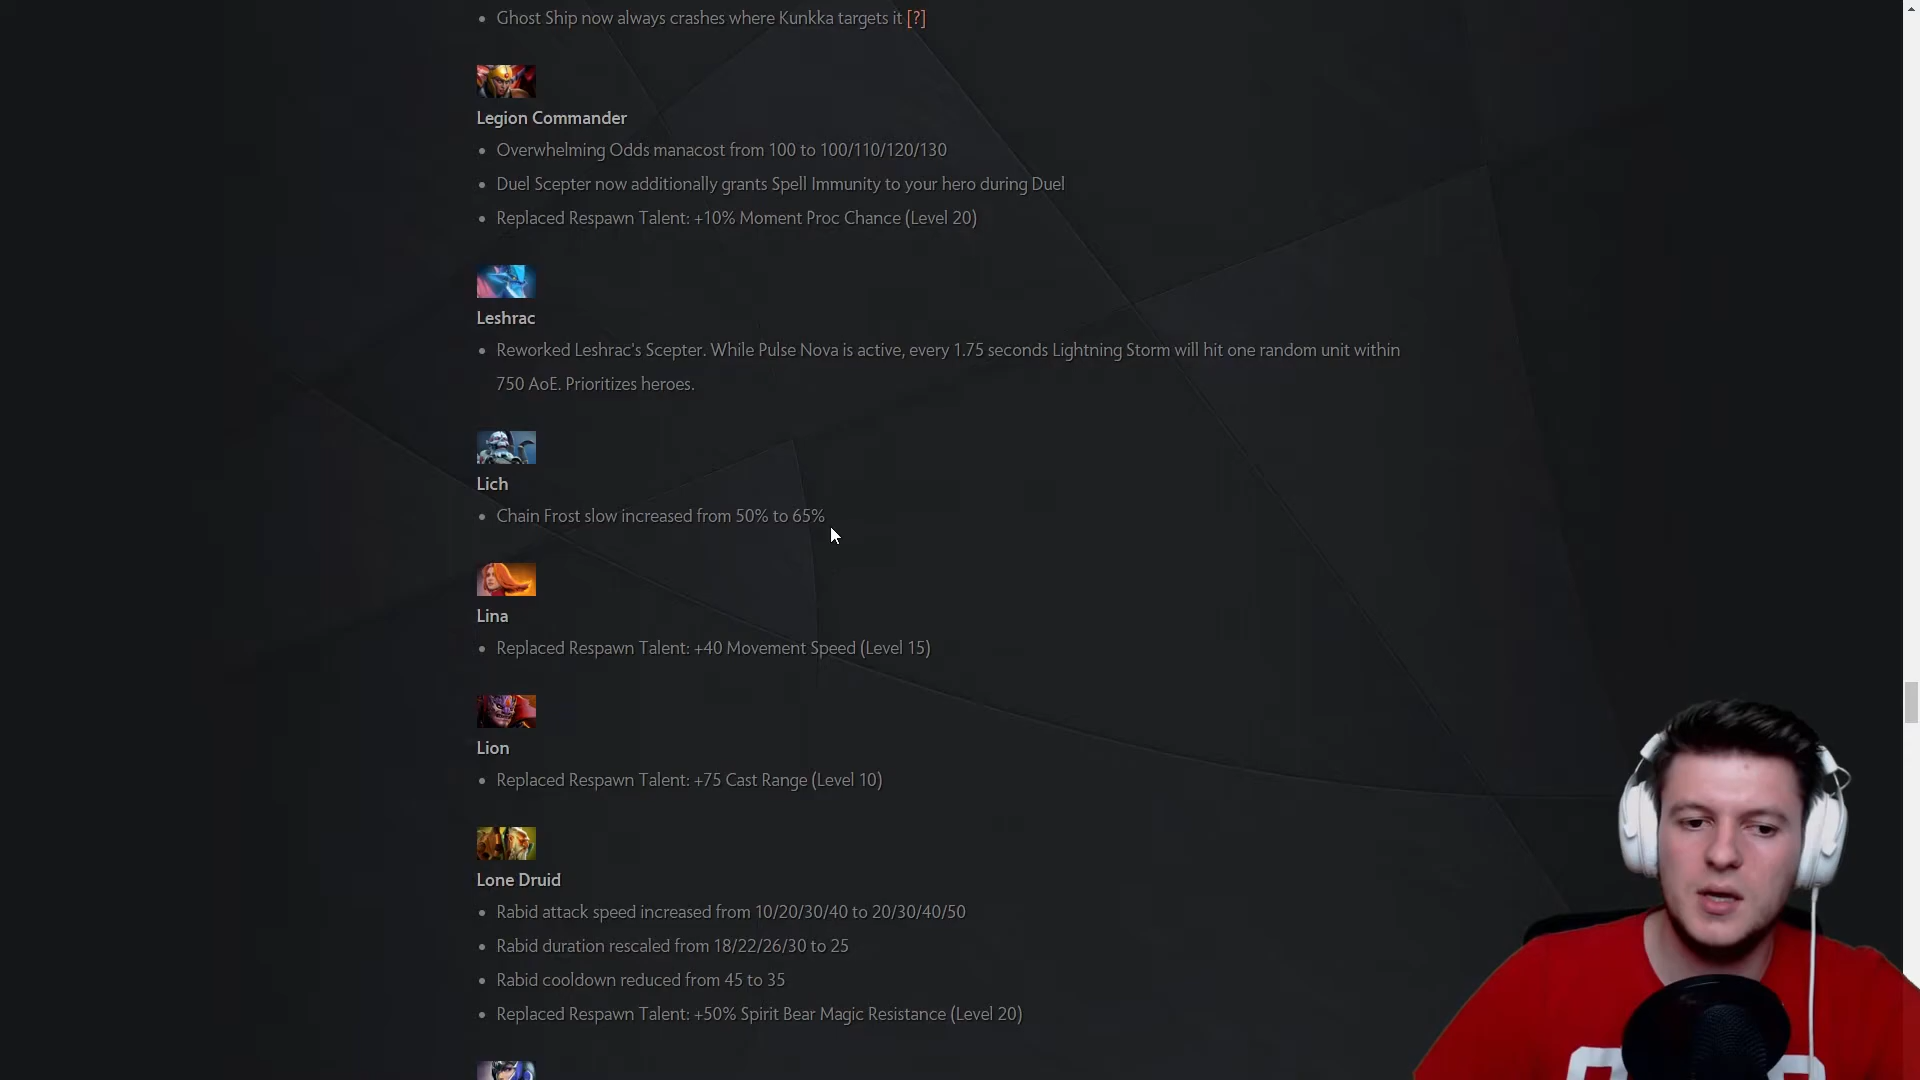 • Ghost Ship now always crashes where Kunkka targets it [?]
Legion Commander
• Overwhelming Odds manacost from 100 to 100/110/120/130
• Duel Scepter now additionally grants Spell Immunity to your hero during Duel
• Replaced Respawn Talent: +10% Moment Proc Chance (Level 20)
Leshrac
• Reworked Leshrac's Scepter. While Pulse Nova is active, every 1.75 seconds Lightning Storm will hit one random unit within
750 AoE. Prioritizes heroes.
Lich
• Chain Frost slow increased from 50% to 65%
Lina
• Replaced Respawn Talent: +40 Movement Speed (Level 15)
Lion
• Replaced Respawn Talent: +75 Cast Range (Level 10)
Lone Druid
• Rabid attack speed increased from 10/20/30/40 to 20/30/40/50
• Rabid duration rescaled from 18/22/26/30 to 25
• Rabid cooldown reduced from 45 to 35
• Replaced Respawn Talent: +50% Spirit Bear Magic Resistance (Level 20)